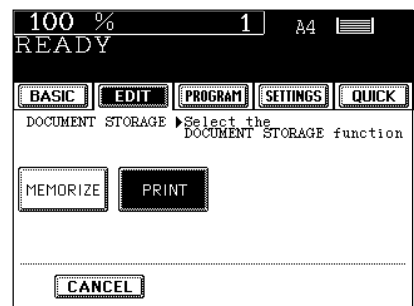 100 % 1 A4
READY
BASIC EDIT PROGRAM SETTINGS QUICK
DOCUMENT STORAGE ▶Select the
DOCUMENT STORAGE function
MEMORIZE PRINT
CANCEL